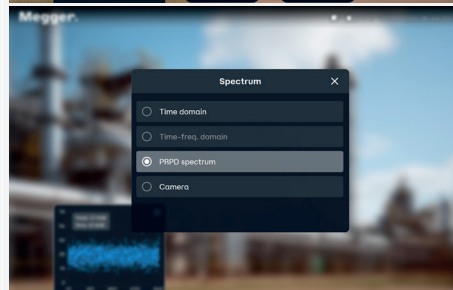 Megger.
Spectrum
Time domain
Time-freq. domain
PRPD spectrum
Camera